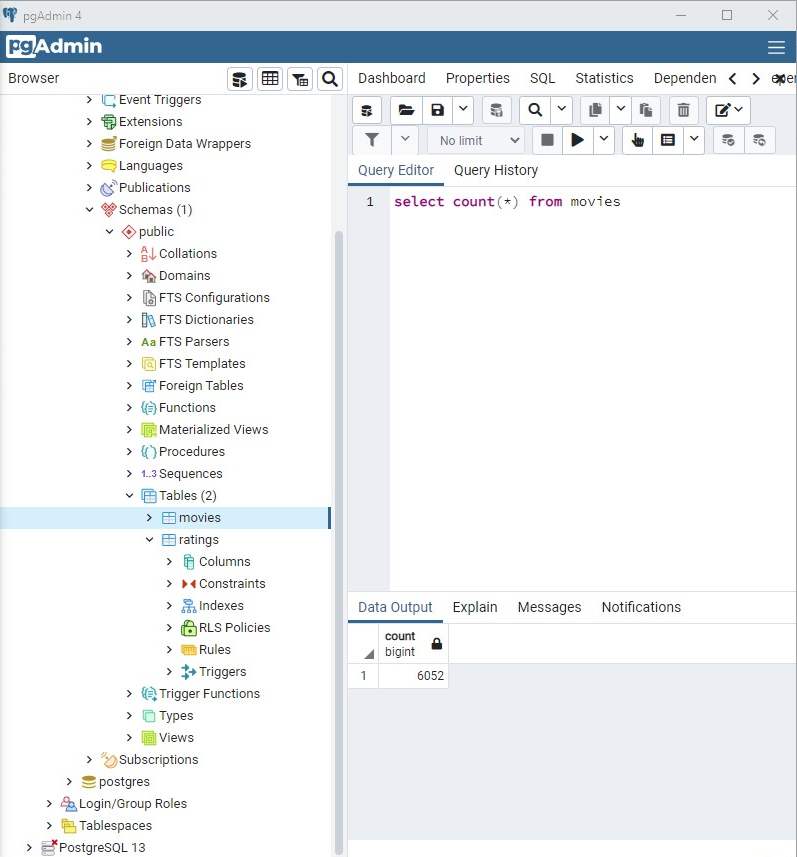 pgAdmin 4
pgAdmin
Browser
Event Triggers
Extensions
Foreign Data Wrappers
Languages
Publications
Schemas (1)
public
Collations
Domains
FTS Configurations
FTS Dictionaries
Aa FTS Parsers
FTS Templates
Foreign Tables
Functions
Materialized Views
Procedures
1..3 Sequences
Tables (2)
movies
ratings
Columns
Constraints
Indexes
RLS Policies
Rules
Triggers
Trigger Functions
Types
Views
Subscriptions
postgres
Login/Group Roles
Tablespaces
PostgreSQL 13
Dashboard Properties SQL Statistics Dependen
No limit
Query Editor Query History
1 select count(*) from movies
Data Output Explain Messages Notifications
count
bigint
1 6052